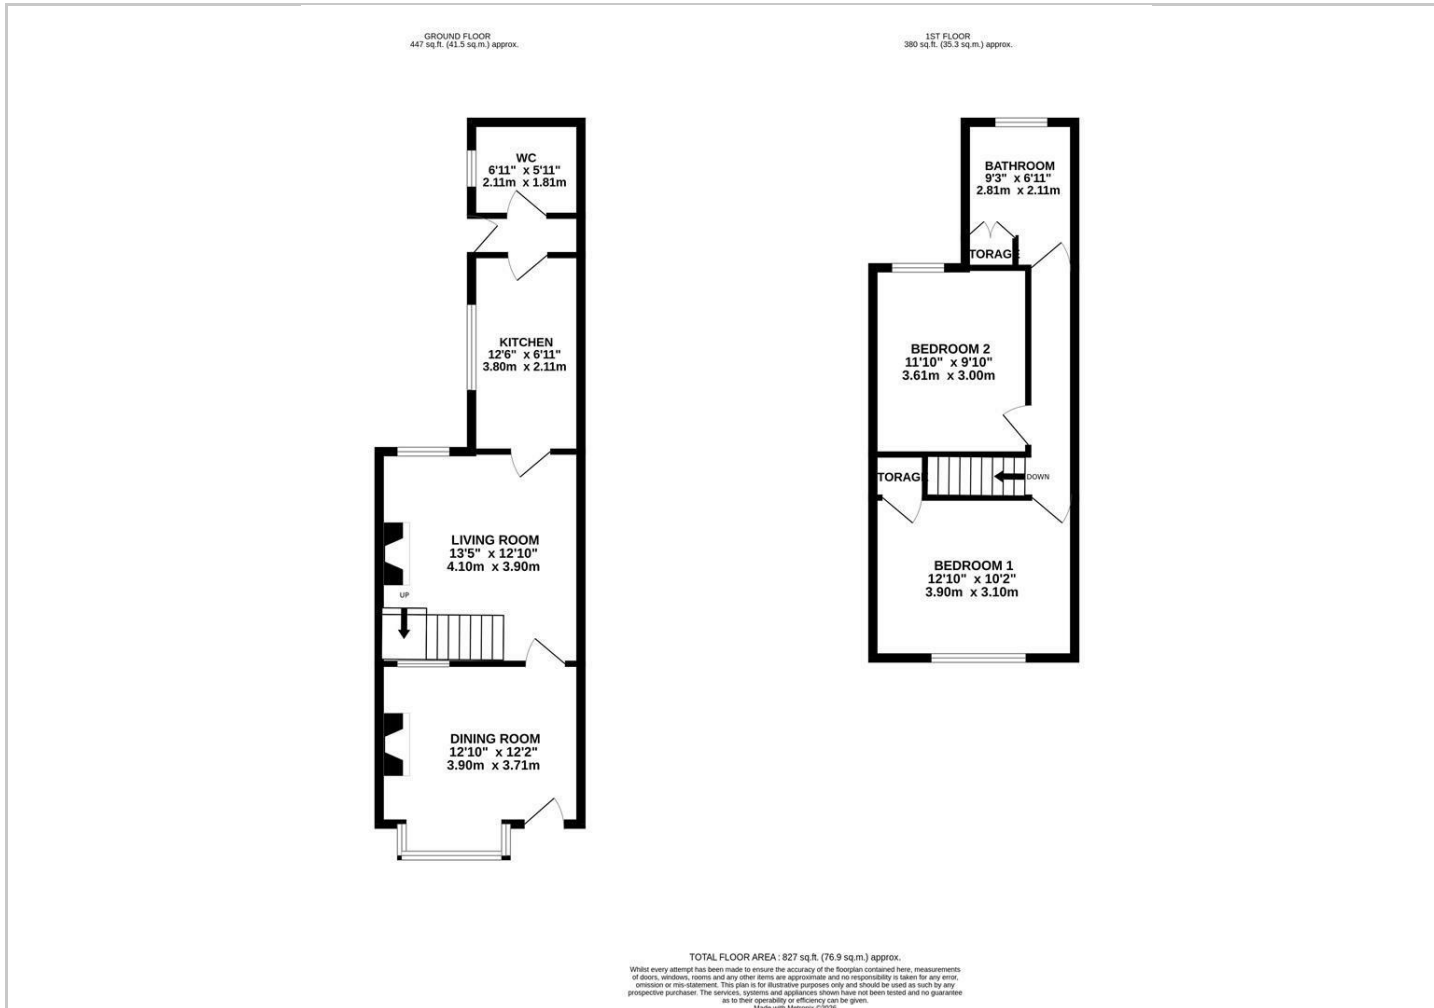 GROUND FLOOR
447 sq.ft. (41.5 sq.m.) approx.
WC
6'11" x 5'11"
2.11m x 1.81m
KITCHEN
12'6" x 6'11"
3.80m x 2.11m
LIVING ROOM
13'5" x 12'10"
4.10m x 3.90m
UP
DINING ROOM
12'10" x 12'2"
3.90m x 3.71m
1ST FLOOR
380 sq.ft. (35.3 sq.m.) approx.
BATHROOM
9'3" x 6'11"
2.81m x 2.11m
TORAGE
BEDROOM 2
11'10" x 9'10"
3.61m x 3.00m
TORAGE
DOWN
BEDROOM 1
12'10" x 10'2"
3.90m x 3.10m
TOTAL FLOOR AREA : 827 sq.ft. (76.9 sq.m.) approx.
Whilst every attempt has been made to ensure the accuracy of the floorplan contained here, measurements
of doors, windows, rooms and any other items are approximate and no responsibility is taken for any error,
omission or mis-statement. This plan is for illustrative purposes only and should be used as such by any
prospective purchaser. The services, systems and appliances shown have not been tested and no guarantee
as to their operability or efficiency can be given.
Made with Metropix ©2026